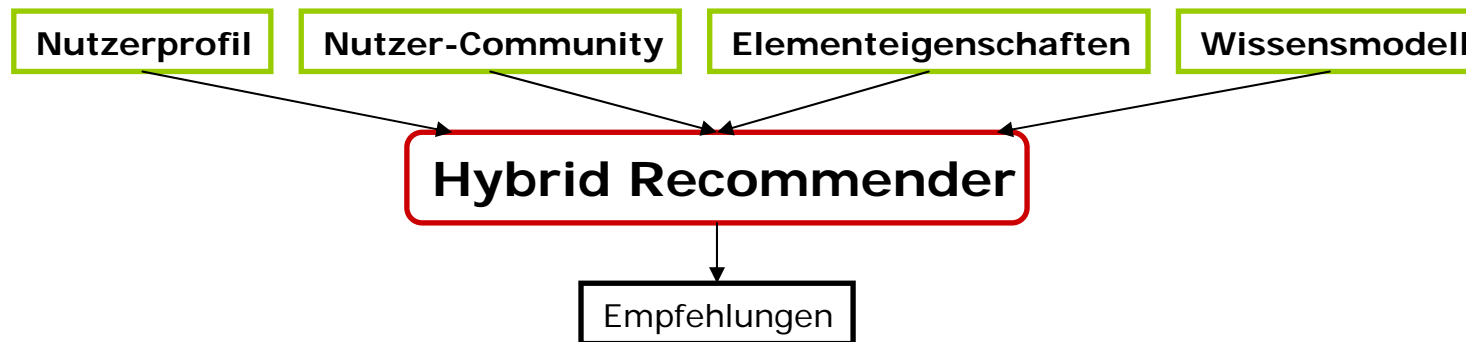 Nutzerprofil
Nutzer-Community
Elementeigenschaften
Wissensmodell
Hybrid Recommender
Empfehlungen